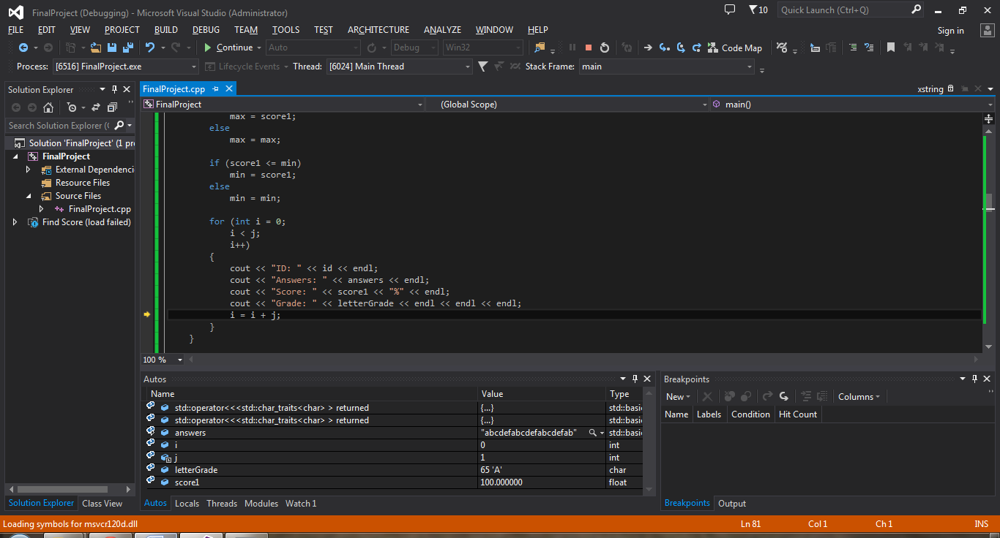 FinalProject (Debugging) - Microsoft Visual Studio (Administrator)
10
Quick Launch (Ctrl+Q)
FILE EDIT VIEW PROJECT BUILD DEBUG TEAM TOOLS TEST ARCHITECTURE ANALYZE WINDOW HELP
Sign in
Continue Auto Debug Win32 Code Map
Process: [6516] FinalProject.exe Lifecycle Events Thread: [6024] Main Thread Stack Frame: main
Solution Explorer
Search Solution Explorer (
Solution 'FinalProject' (1 pr
FinalProject
External Dependenci
Resource Files
Source Files
FinalProject.cpp
Find Score (load failed)
Solution Explorer Class View
FinalProject.cpp
xstring
FinalProject (Global Scope) main()
max = score1;
else
max = max;
if (score1 <= min)
min = score1;
else
min = min;
for (int i = 0;
i < j;
i++)
{
cout << "ID: " << id << endl;
cout << "Answers: " << answers << endl;
cout << "Score: " << score1 << "%" << endl;
cout << "Grade: " << letterGrade << endl << endl << endl;
i = i + j;
}
}
100 %
Autos
Name Value Type
std::operator<<<std::char_traits<char> > returned {...} std::basi
std::operator<<<std::char_traits<char> > returned {...} std::basi
answers "abcdefabcdefabcdefab" std::basi
i 0 int
j 1 int
letterGrade 65 'A' char
score1 100.000000 float
Autos Locals Threads Modules Watch 1
Breakpoints
New Columns
Name Labels Condition Hit Count
Breakpoints Output
Loading symbols for msvcr120d.dll
Ln 81 Col 1 Ch 1 INS